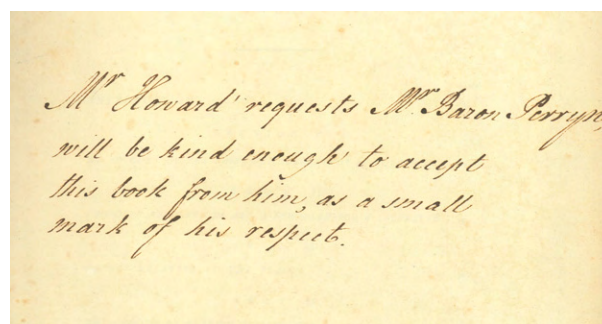 Mr Howard requests Mr. Baron Perryn,
will be kind enough to accept
this book from him, as a small
mark of his respect.